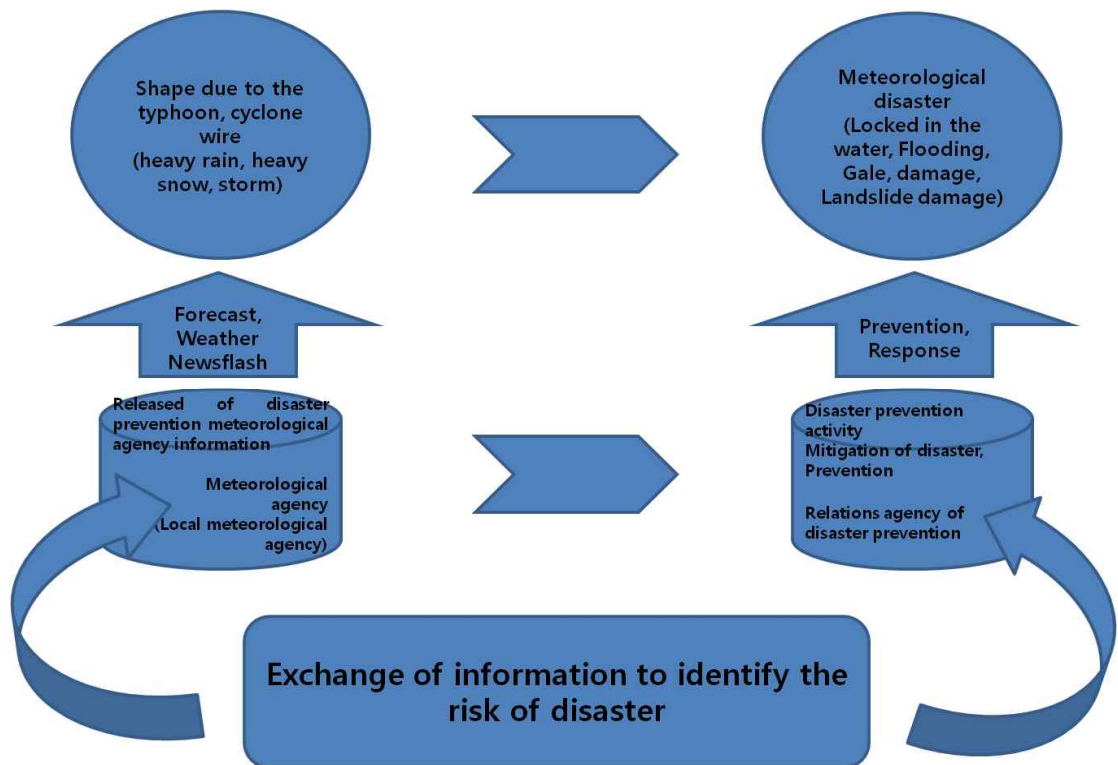 Shape due to the
typhoon, cyclone
wire
(heavy rain, heavy
snow, storm)
Meteorological
disaster
(Locked in the
water, Flooding,
Gale, damage,
Landslide damage)
Forecast,
Weather
Newsflash
Prevention,
Response
Released of disaster
prevention meteorological
agency information
Meteorological
agency
(Local meteorological
agency)
Disaster prevention
activity
Mitigation of disaster,
Prevention
Relations agency of
disaster prevention
Exchange of information to identify the
risk of disaster